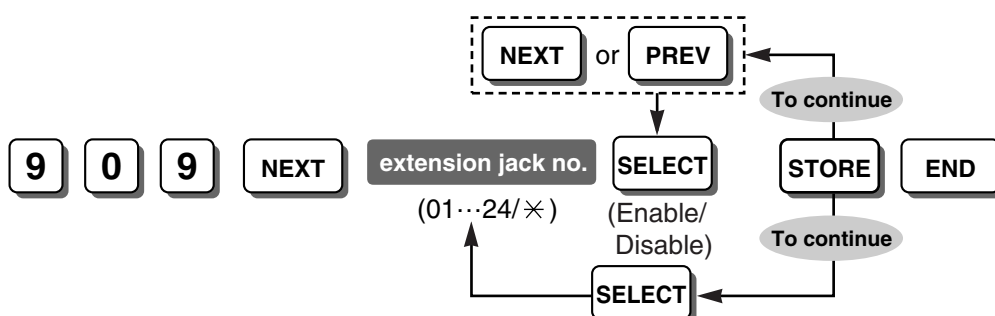 NEXT or PREV
To continue
9 0 9 NEXT extension jack no. SELECT STORE END
(01···24/✳)
(Enable/
Disable)
To continue
SELECT